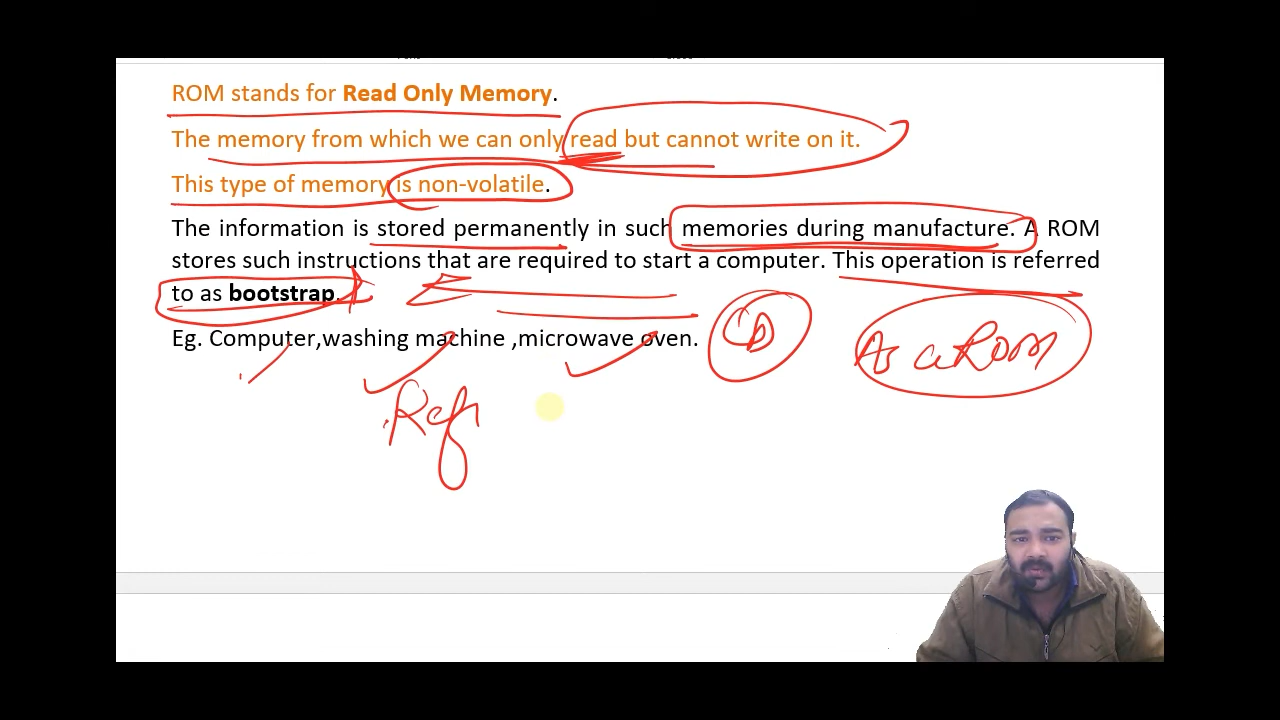 ROM stands for Read Only Memory.
The memory from which we can only read but cannot write on it.
This type of memory is non-volatile.
The information is stored permanently in such memories during manufacture. A ROM
stores such instructions that are required to start a computer. This operation is referred
to as bootstrap.
Eg. Computer,washing machine ,microwave oven.
As a ROM